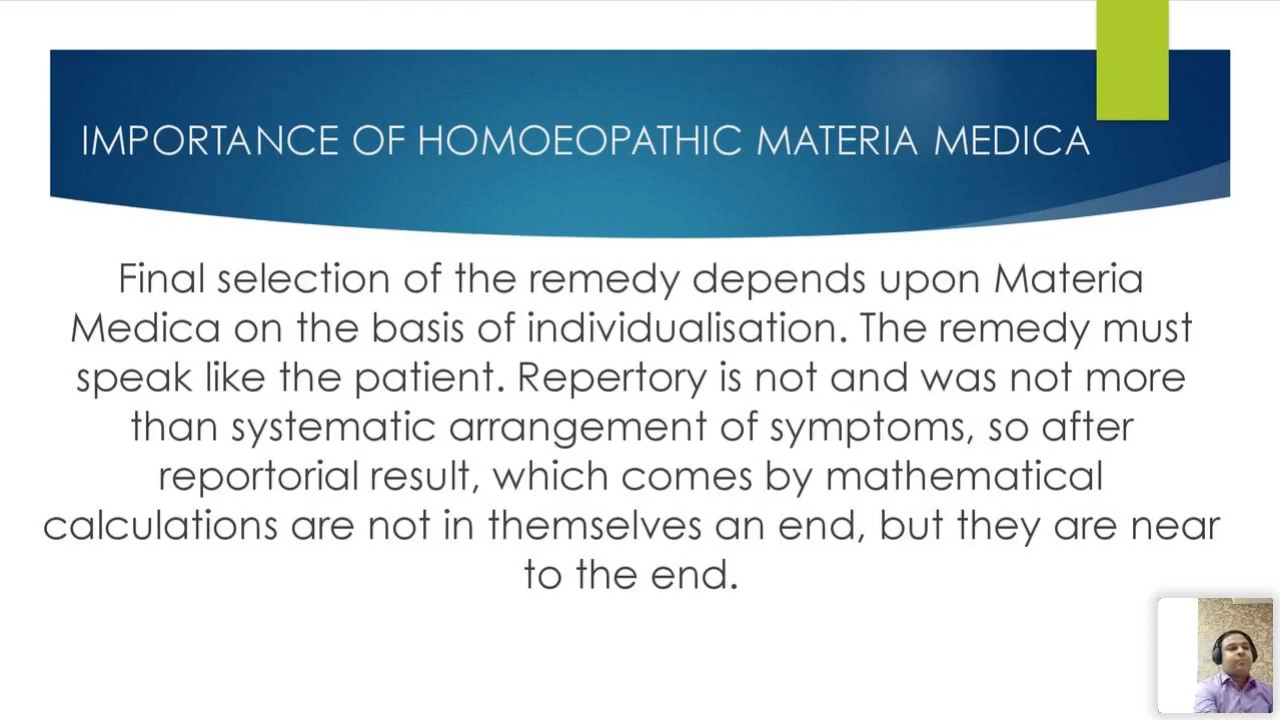 IMPORTANCE OF HOMOEOPATHIC MATERIA MEDICA
Final selection of the remedy depends upon Materia
Medica on the basis of individualisation. The remedy must
speak like the patient. Repertory is not and was not more
than systematic arrangement of symptoms, so after
reportorial result, which comes by mathematical
calculations are not in themselves an end, but they are near
to the end.